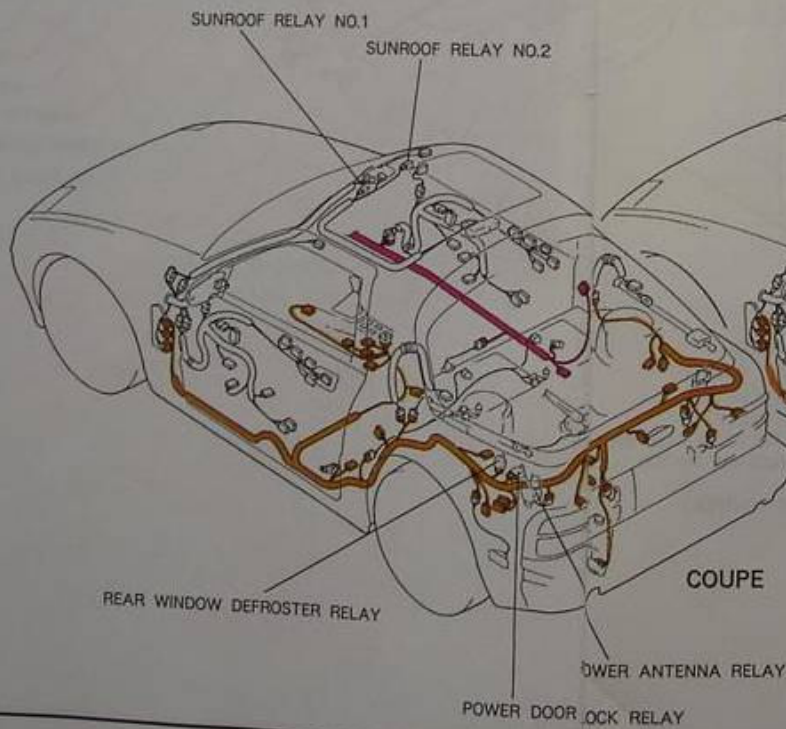 SUNROOF RELAY NO.1
SUNROOF RELAY NO.2
COUPE
REAR WINDOW DEFROSTER RELAY
OWER ANTENNA RELAY
POWER DOOR OCK RELAY